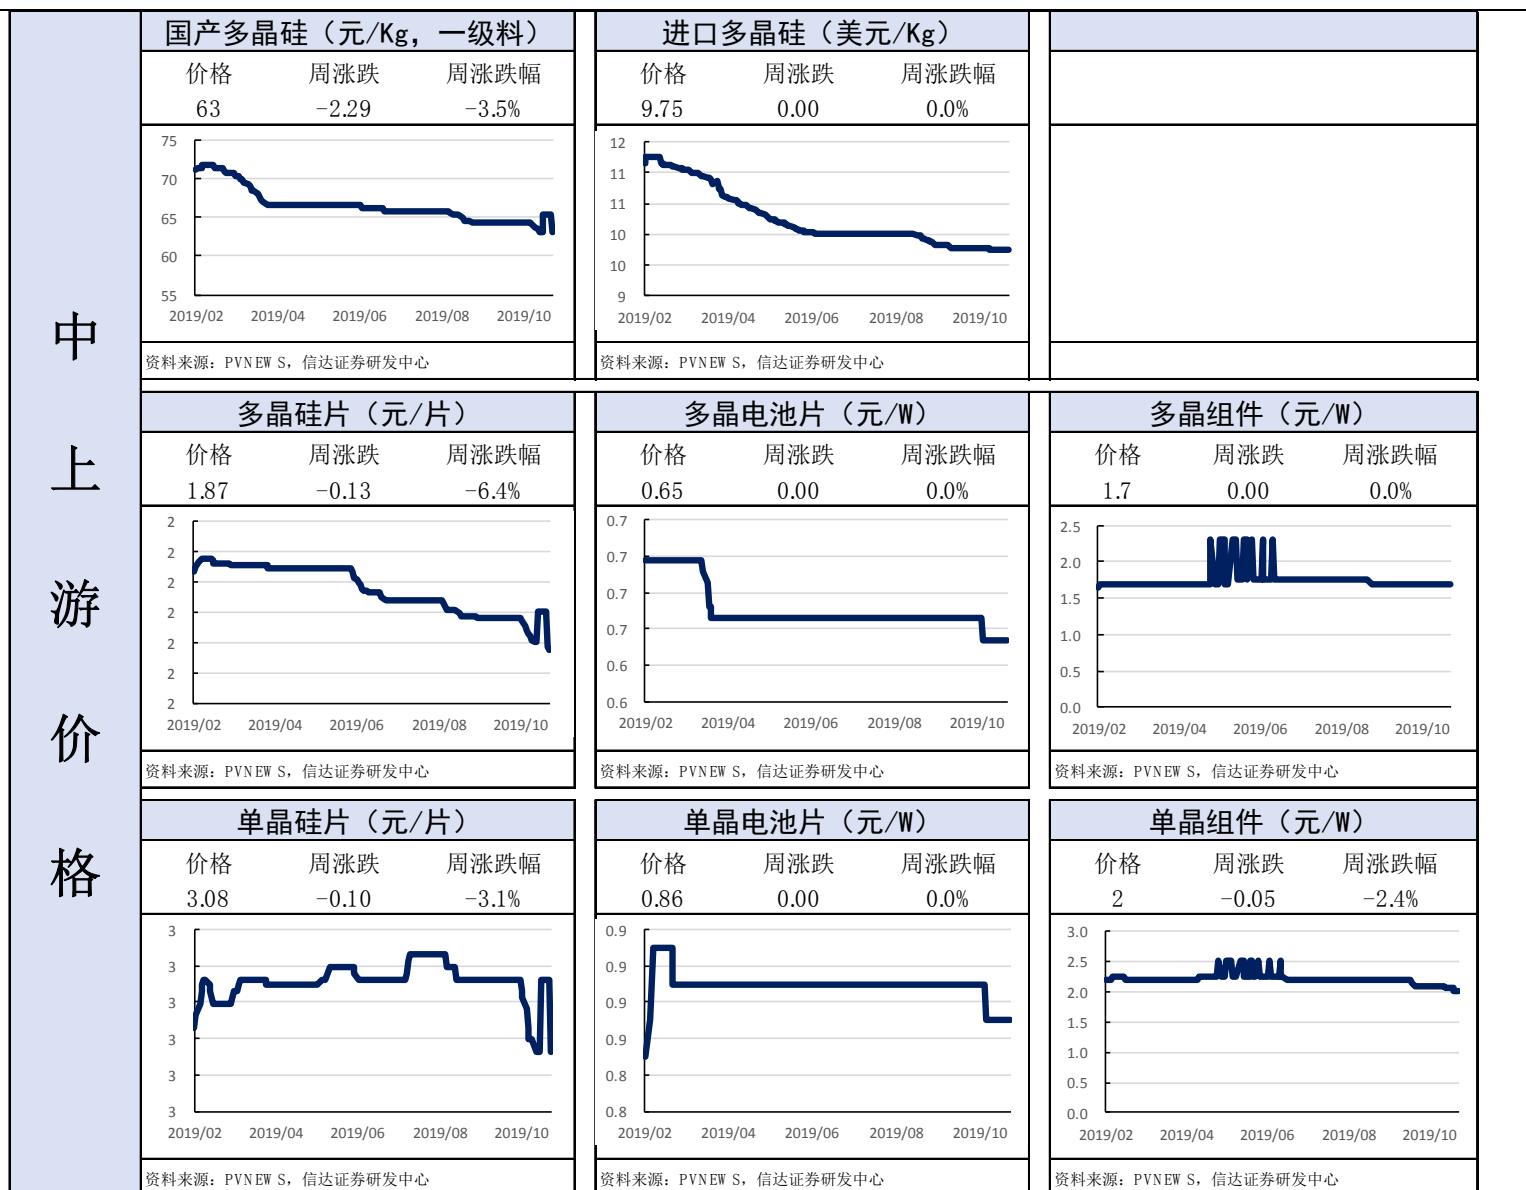 中
上
游
价
格
国产多晶硅（元/Kg，一级料）
价格 周涨跌 周涨跌幅
63 -2.29 -3.5%
75
70
65
60
55
2019/02 2019/04 2019/06 2019/08 2019/10
资料来源：PVNEWS，信达证券研发中心
进口多晶硅（美元/Kg）
价格 周涨跌 周涨跌幅
9.75 0.00 0.0%
12
11
11
10
10
9
2019/02 2019/04 2019/06 2019/08 2019/10
资料来源：PVNEWS，信达证券研发中心
多晶硅片（元/片）
价格 周涨跌 周涨跌幅
1.87 -0.13 -6.4%
2
2
2
2
2
2
2
2019/02 2019/04 2019/06 2019/08 2019/10
资料来源：PVNEWS，信达证券研发中心
多晶电池片（元/W）
价格 周涨跌 周涨跌幅
0.65 0.00 0.0%
0.7
0.7
0.7
0.7
0.6
0.6
2019/02 2019/04 2019/06 2019/08 2019/10
资料来源：PVNEWS，信达证券研发中心
多晶组件（元/W）
价格 周涨跌 周涨跌幅
1.7 0.00 0.0%
2.5
2.0
1.5
1.0
0.5
0.0
2019/02 2019/04 2019/06 2019/08 2019/10
资料来源：PVNEWS，信达证券研发中心
单晶硅片（元/片）
价格 周涨跌 周涨跌幅
3.08 -0.10 -3.1%
3
3
3
3
3
3
2019/02 2019/04 2019/06 2019/08 2019/10
资料来源：PVNEWS，信达证券研发中心
单晶电池片（元/W）
价格 周涨跌 周涨跌幅
0.86 0.00 0.0%
0.9
0.9
0.9
0.9
0.8
0.8
2019/02 2019/04 2019/06 2019/08 2019/10
资料来源：PVNEWS，信达证券研发中心
单晶组件（元/W）
价格 周涨跌 周涨跌幅
2 -0.05 -2.4%
3.0
2.5
2.0
1.5
1.0
0.5
0.0
2019/02 2019/04 2019/06 2019/08 2019/10
资料来源：PVNEWS，信达证券研发中心